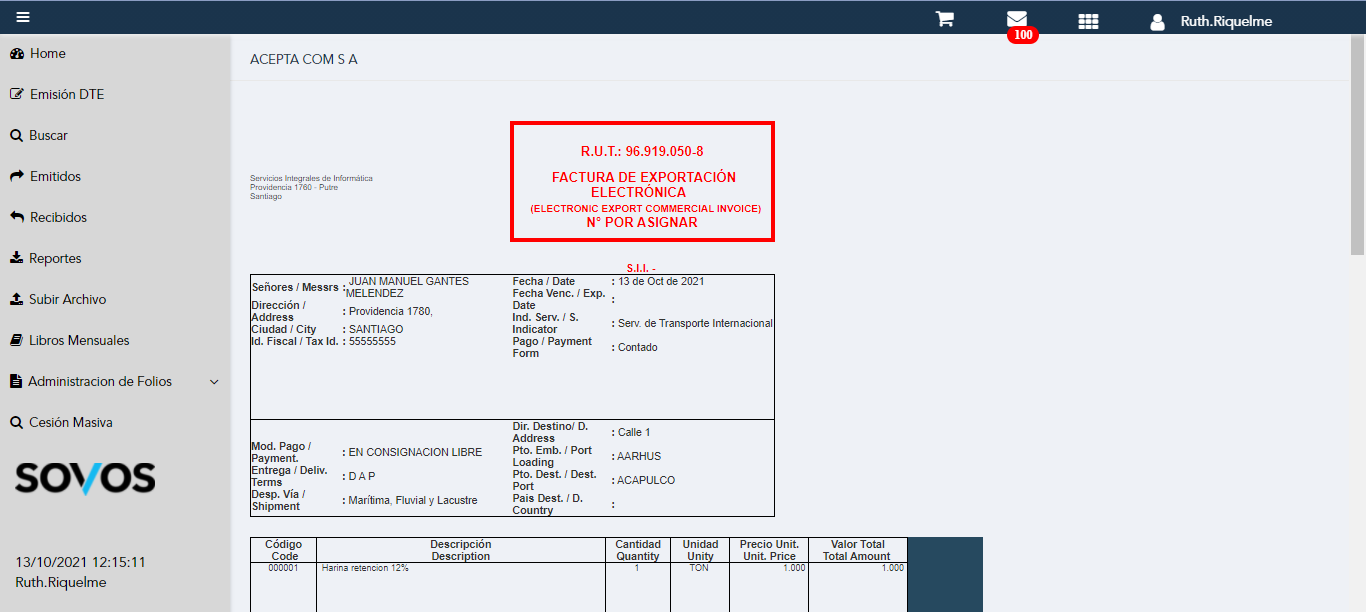 100
Ruth.Riquelme
Home
Emisión DTE
Buscar
Emitidos
Recibidos
Reportes
Subir Archivo
Libros Mensuales
Administracion de Folios
Cesión Masiva
SOVOS
13/10/2021 12:15:11
Ruth.Riquelme
ACEPTA COM S A
Servicios Integrales de Informática
Providencia 1760 - Putre
Santiago
R.U.T.: 96.919.050-8
FACTURA DE EXPORTACIÓN
ELECTRÓNICA
(ELECTRONIC EXPORT COMMERCIAL INVOICE)
N° POR ASIGNAR
S.I.I. -
Señores / Messrs : JUAN MANUEL GANTES
MELENDEZ
Dirección /
Address : Providencia 1780,
Ciudad / City : SANTIAGO
Id. Fiscal / Tax Id. : 55555555
Fecha / Date : 13 de Oct de 2021
Fecha Venc. / Exp.
Date :
Ind. Serv. / S.
Indicator : Serv. de Transporte Internacional
Pago / Payment
Form : Contado
Mod. Pago /
Payment. : EN CONSIGNACION LIBRE
Entrega / Deliv.
Terms : D A P
Desp. Vía /
Shipment : Marítima, Fluvial y Lacustre
Dir. Destino/ D.
Address : Calle 1
Pto. Emb. / Port
Loading : AARHUS
Pto. Dest. / Dest.
Port : ACAPULCO
Pais Dest. / D.
Country :
Código Descripción Cantidad Unidad Precio Unit. Valor Total
Code Description Quantity Unity Unit. Price Total Amount
000001 Harina retencion 12% 1 TON 1.000 1.000